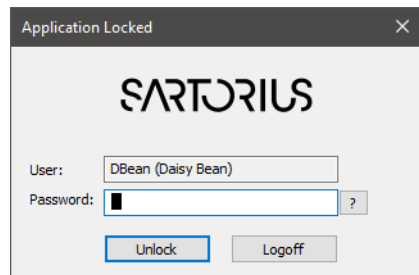 Application Locked
SARTORIUS
User: DBean (Daisy Bean)
Password: ?
Unlock Logoff